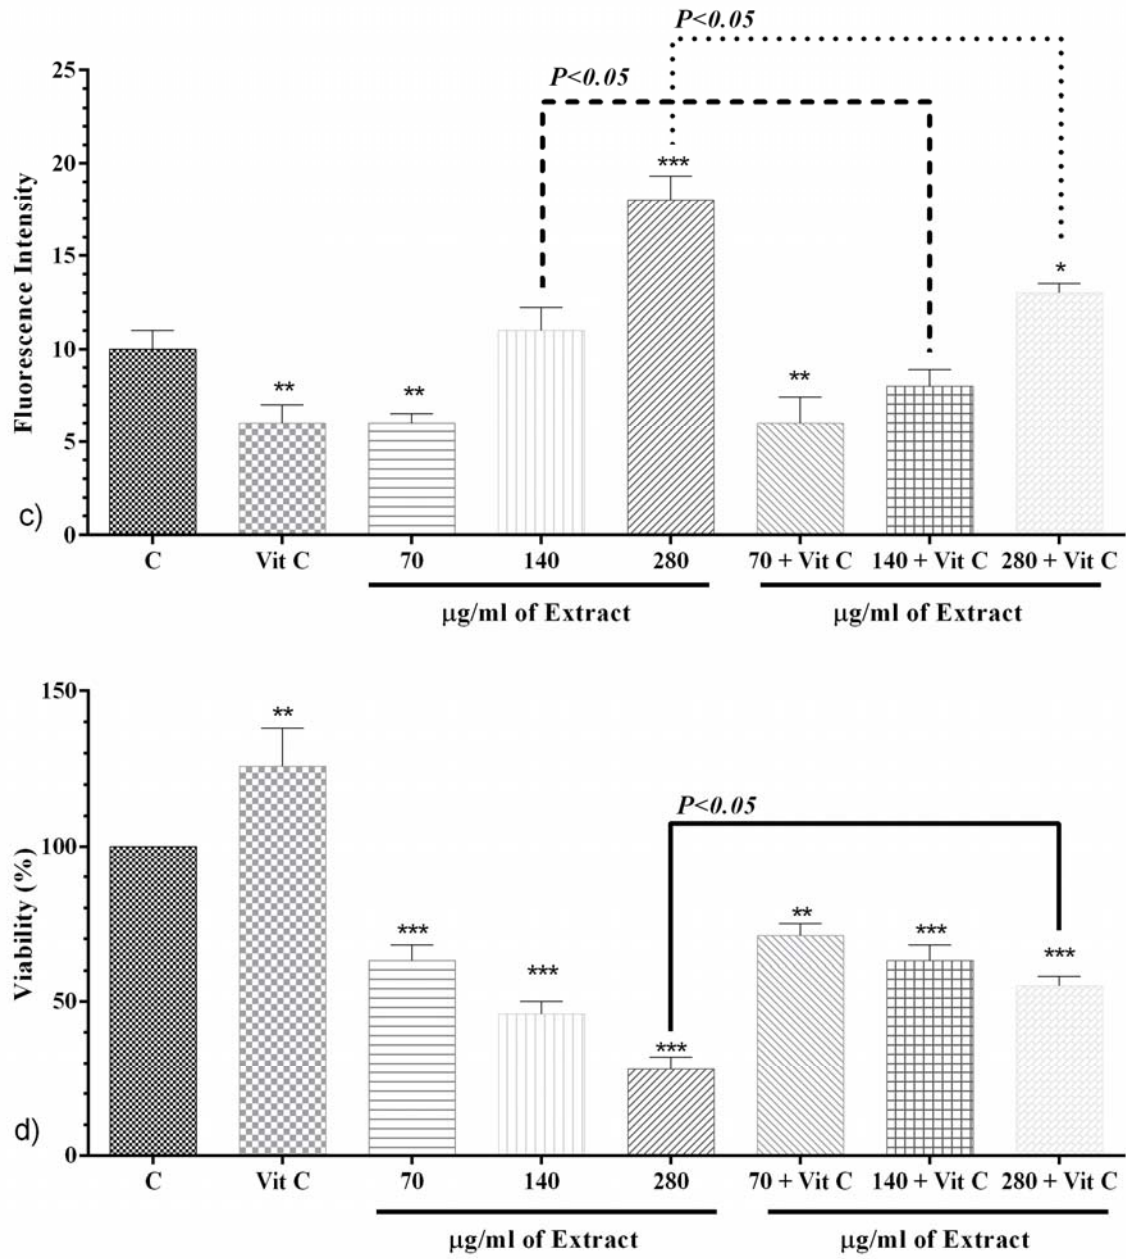 P<0.05
P<0.05
25
20
15
10
5
0
Fluorescence Intensity
***
*
**
**
**
c)
C Vit C 70 140 280 70 + Vit C 140 + Vit C 280 + Vit C
µg/ml of Extract µg/ml of Extract
150
100
50
0
Viability (%)
**
P<0.05
**
***
***
***
***
***
d)
C Vit C 70 140 280 70 + Vit C 140 + Vit C 280 + Vit C
µg/ml of Extract µg/ml of Extract